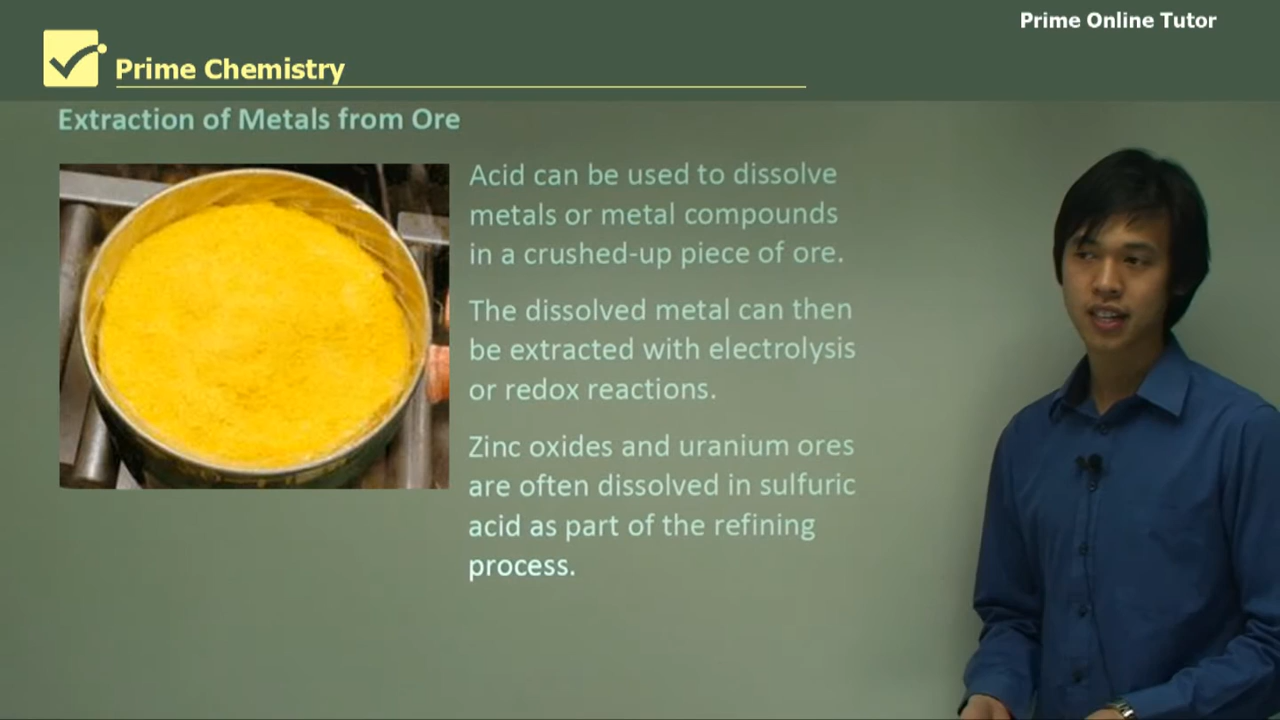 Prime Online Tutor
Prime Chemistry
Extraction of Metals from Ore
Acid can be used to dissolve
metals or metal compounds
in a crushed-up piece of ore.
The dissolved metal can then
be extracted with electrolysis
or redox reactions.
Zinc oxides and uranium ores
are often dissolved in sulfuric
acid as part of the refining
process.